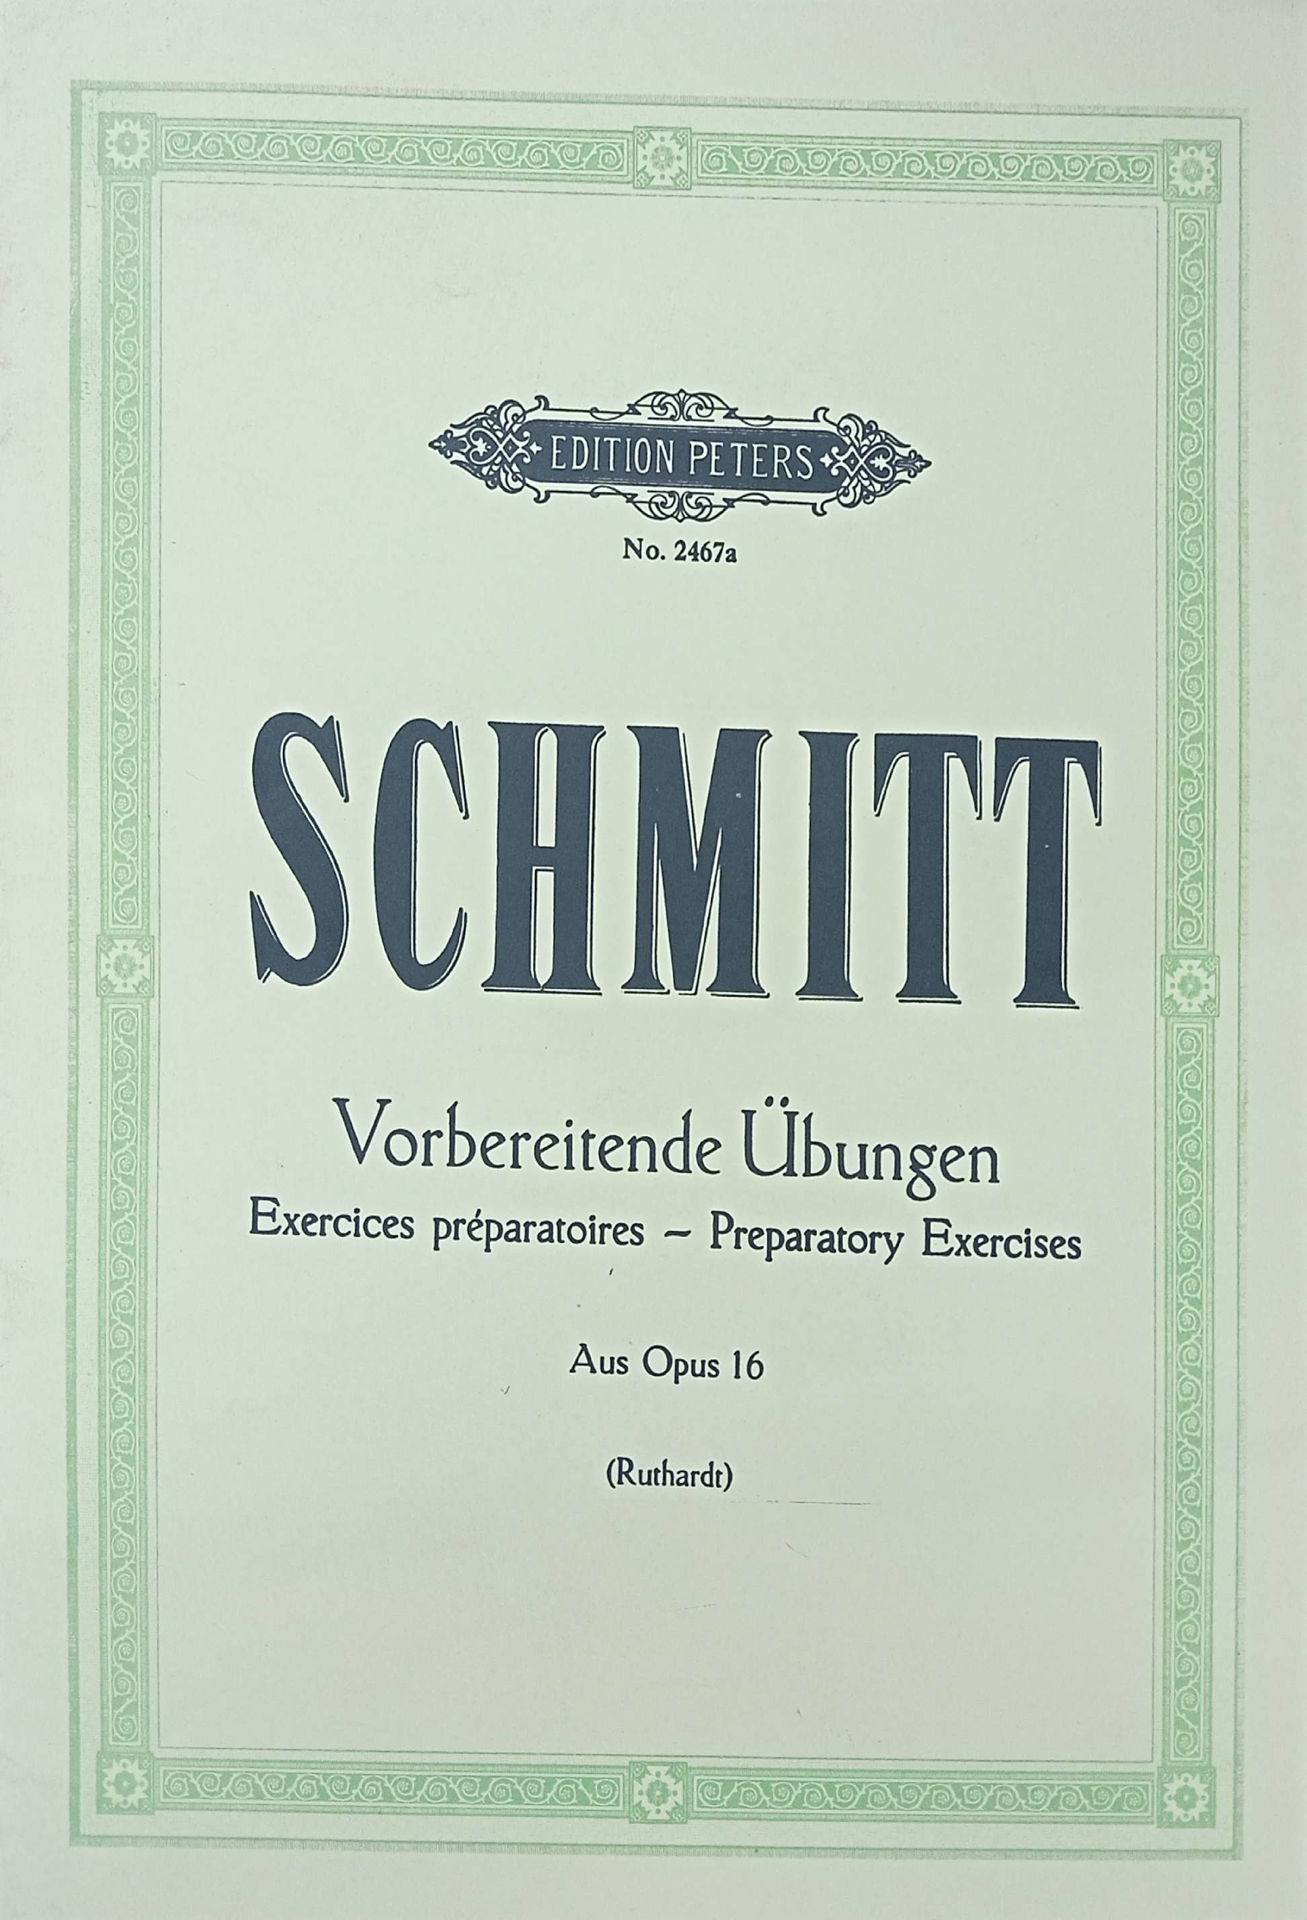 EDITION PETERS
No. 2467a
SCHMITT
Vorbereitende Übungen
Exercices préparatoires – Preparatory Exercises
Aus Opus 16
(Ruthardt)